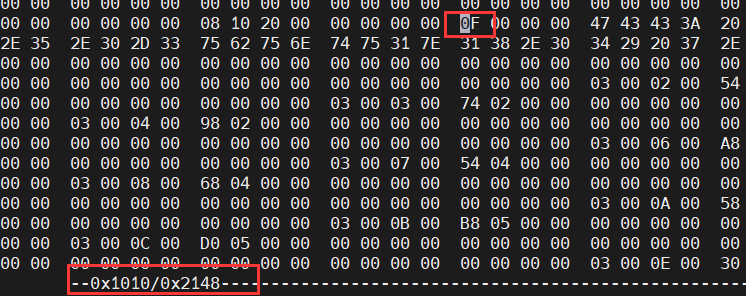 00 00 00 00 00 00 00 00 00 00 00 00 00 00 00 00 00 00 00 00 00 00 00
00 00 00 00 00 00 08 10 20 00 00 00 00 00 0F 00 00 00 47 43 43 3A 20
2E 35 2E 30 2D 33 75 62 75 6E 74 75 31 7E 31 38 2E 30 34 29 20 37 2E
00 00 00 00 00 00 00 00 00 00 00 00 00 00 00 00 00 00 00 00 00 00 00
00 00 00 00 00 00 00 00 00 00 00 00 00 00 00 00 00 00 03 00 02 00 54
00 00 00 00 00 00 00 00 00 00 03 00 03 00 74 02 00 00 00 00 00 00 00
00 00 03 00 04 00 98 02 00 00 00 00 00 00 00 00 00 00 00 00 00 00 00
00 00 00 00 00 00 00 00 00 00 00 00 00 00 00 00 00 00 03 00 06 00 A8
00 00 00 00 00 00 00 00 00 00 03 00 07 00 54 04 00 00 00 00 00 00 00
00 00 03 00 08 00 68 04 00 00 00 00 00 00 00 00 00 00 00 00 00 00 00
00 00 00 00 00 00 00 00 00 00 00 00 00 00 00 00 00 00 03 00 0A 00 58
00 00 00 00 00 00 00 00 00 00 03 00 0B 00 B8 05 00 00 00 00 00 00 00
00 00 03 00 0C 00 D0 05 00 00 00 00 00 00 00 00 00 00 00 00 00 00 00
00 00 00 00 00 00 00 00 00 00 00 00 00 00 00 00 00 00 03 00 0E 00 30
--0x1010/0x2148------------------------------------------------